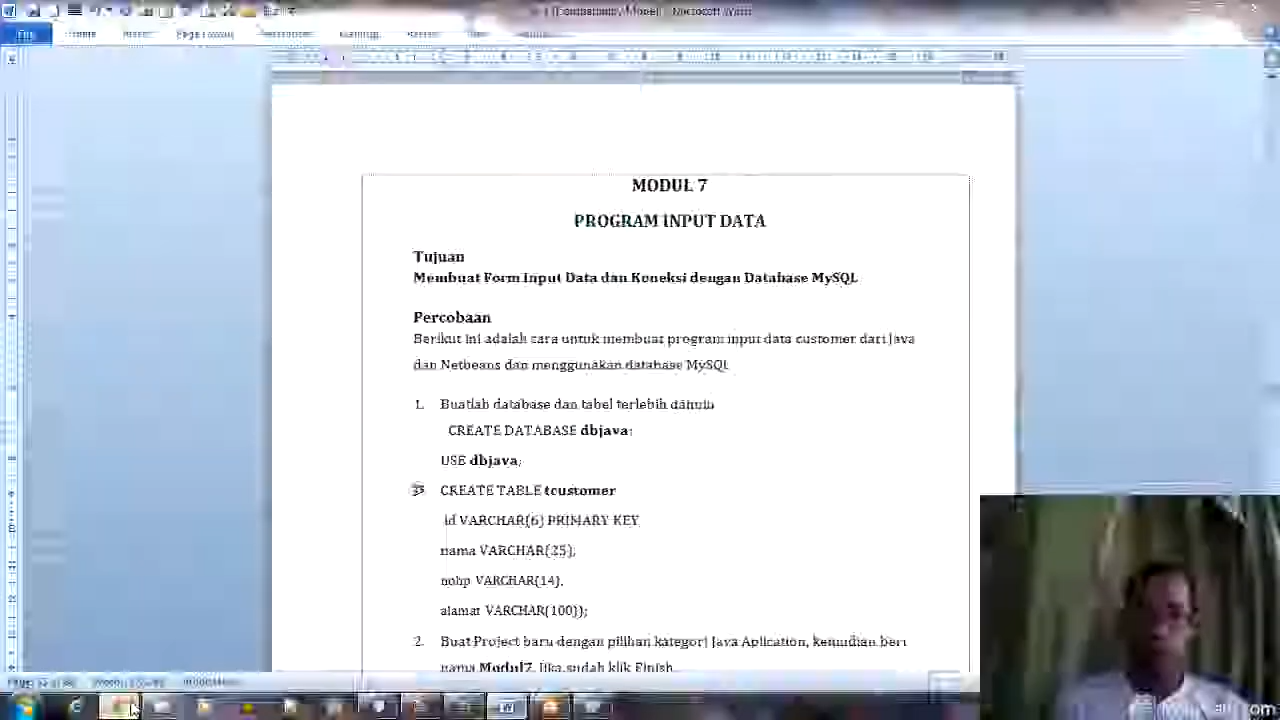 File
Page Layout
MODUL 7
PROGRAM INPUT DATA
Tujuan
Membuat Form Input Data dan Koneksi dengan Database MySQL
Percobaan
Berikut ini adalah cara untuk membuat program input data customer dari Java
dan Netbeans dan menggunakan database MySQL
1. Buatlah database dan tabel terlebih dahulu
CREATE DATABASE dbjava;
USE dbjava;
CREATE TABLE tcustomer
id VARCHAR(6) PRIMARY KEY
nama VARCHAR(35);
nohp VARCHAR(14),
alamat VARCHAR(100));
2. Buat Project baru dengan pilihan kategori Java Aplication, kemudian beri
nama Modul7. Jika sudah klik Finish.